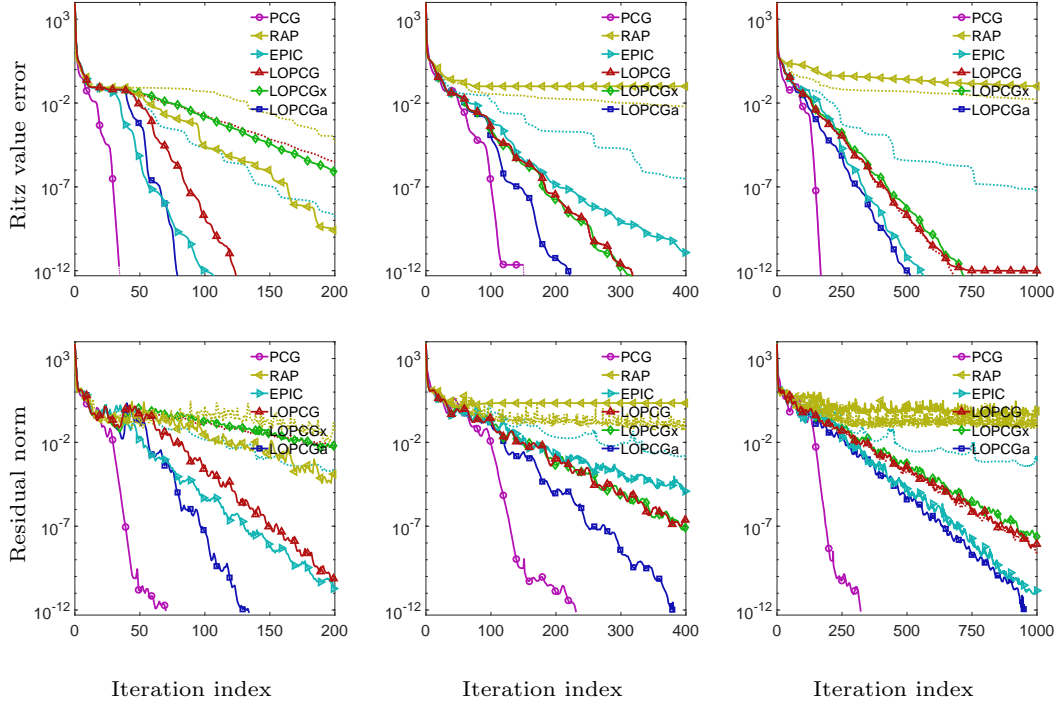 10^3
10^-2
10^-7
10^-12
Ritz value error
0 50 100 150 200
PCG
RAP
EPIC
LOPCG
LOPCGx
LOPCGa
10^3
10^-2
10^-7
10^-12
0 100 200 300 400
PCG
RAP
EPIC
LOPCG
LOPCGx
LOPCGa
10^3
10^-2
10^-7
10^-12
0 250 500 750 1000
PCG
RAP
EPIC
LOPCG
LOPCGx
LOPCGa
10^3
10^-2
10^-7
10^-12
Residual norm
0 50 100 150 200
PCG
RAP
EPIC
LOPCG
LOPCGx
LOPCGa
Iteration index
10^3
10^-2
10^-7
10^-12
0 100 200 300 400
PCG
RAP
EPIC
LOPCG
LOPCGx
LOPCGa
Iteration index
10^3
10^-2
10^-7
10^-12
0 250 500 750 1000
PCG
RAP
EPIC
LOPCG
LOPCGx
LOPCGa
Iteration index